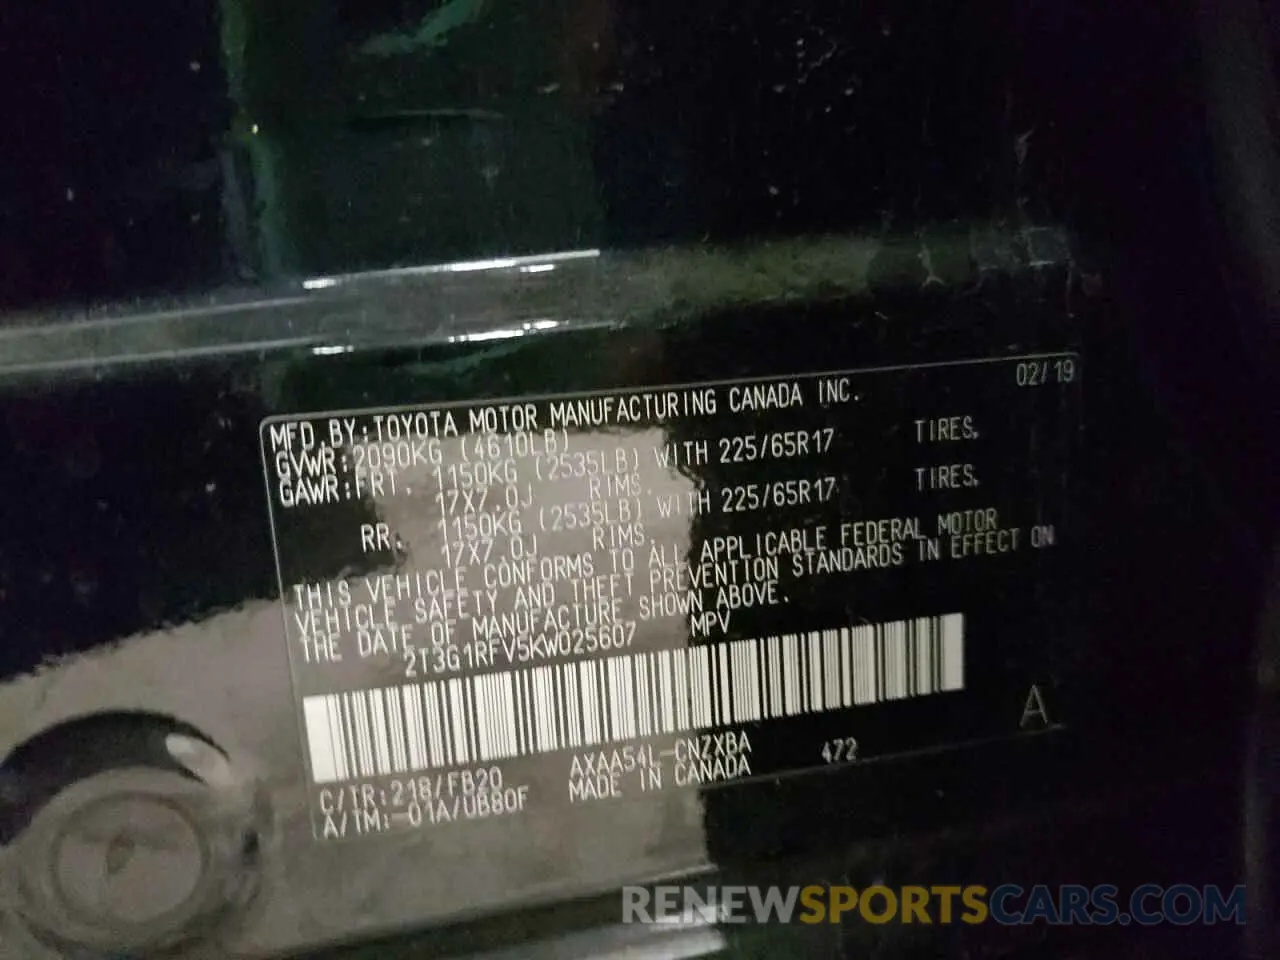 02/19
MFD. BY: TOYOTA MOTOR MANUFACTURING CANADA INC.
GVWR: 2090KG (4610LB)
GAWR: FRT. 1150KG (2535LB) WITH 225/65R17 TIRES.
17X7.0J RIMS.
RR. 1150KG (2535LB) WITH 225/65R17 TIRES.
17X7.0J RIMS.
THIS VEHICLE CONFORMS TO ALL APPLICABLE FEDERAL MOTOR
VEHICLE SAFETY AND THEFT PREVENTION STANDARDS IN EFFECT ON
THE DATE OF MANUFACTURE SHOWN ABOVE.
2T3G1RFV5KW025607 MPV
A
C/TR: 218/FB20 AXAA54L-CNZXBA 472
A/TM: -01A/UB80F MADE IN CANADA
RENEWSPORTSCARS.COM